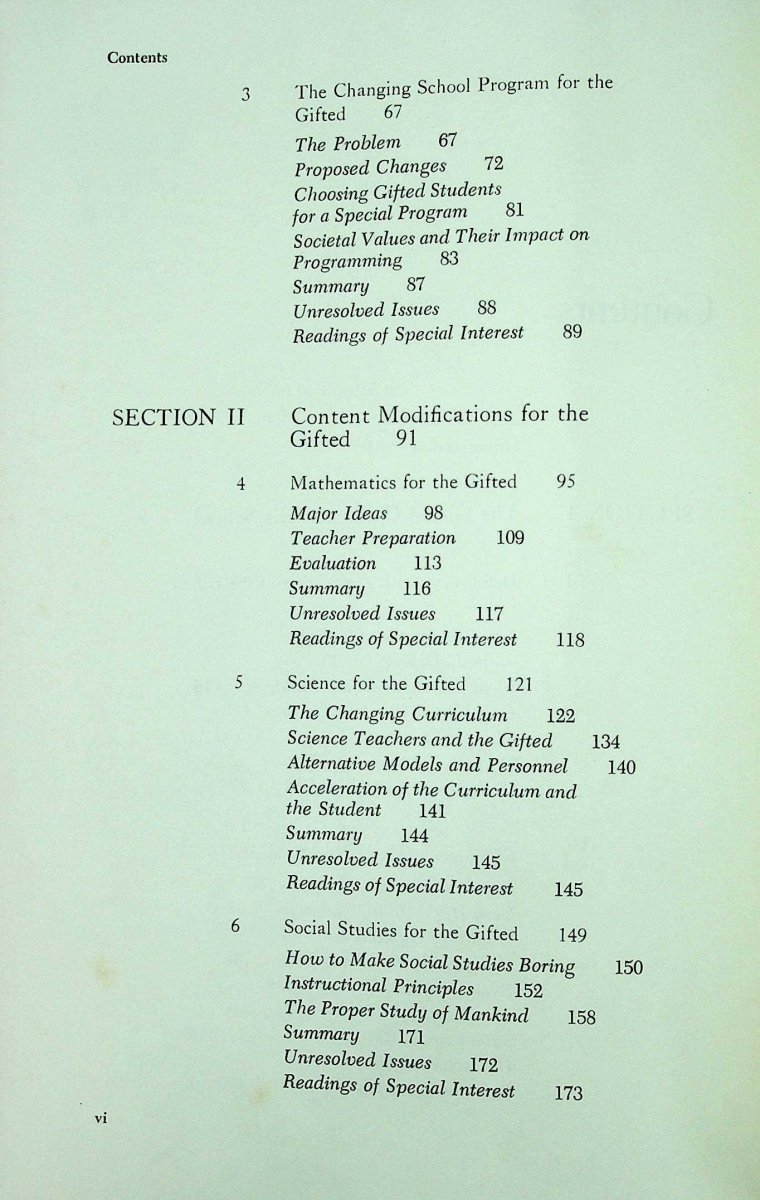 Contents
3 The Changing School Program for the
Gifted 67
The Problem 67
Proposed Changes 72
Choosing Gifted Students
for a Special Program 81
Societal Values and Their Impact on
Programming 83
Summary 87
Unresolved Issues 88
Readings of Special Interest 89
SECTION II Content Modifications for the
Gifted 91
4 Mathematics for the Gifted 95
Major Ideas 98
Teacher Preparation 109
Evaluation 113
Summary 116
Unresolved Issues 117
Readings of Special Interest 118
5 Science for the Gifted 121
The Changing Curriculum 122
Science Teachers and the Gifted 134
Alternative Models and Personnel 140
Acceleration of the Curriculum and
the Student 141
Summary 144
Unresolved Issues 145
Readings of Special Interest 145
6 Social Studies for the Gifted 149
How to Make Social Studies Boring 150
Instructional Principles 152
The Proper Study of Mankind 158
Summary 171
Unresolved Issues 172
Readings of Special Interest 173
vi